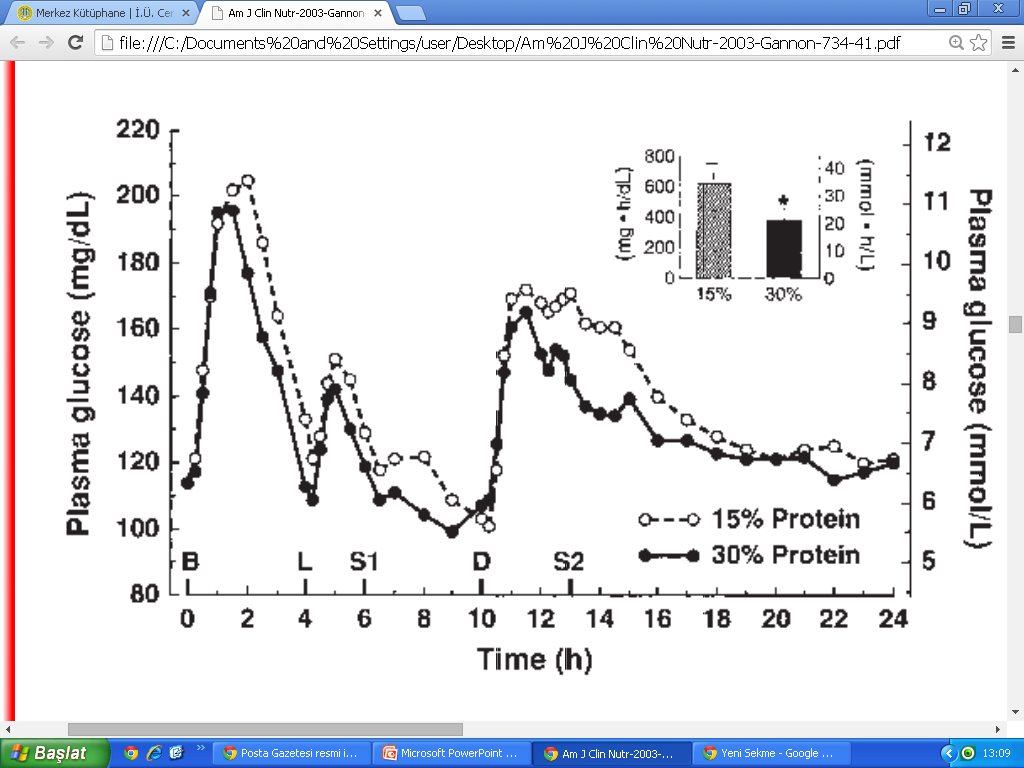 Merkez Kütüphane | İ.Ü. Cer
Am J Clin Nutr-2003-Gannon
file:///C:/Documents%20and%20Settings/user/Desktop/Am%20J%20Clin%20Nutr-2003-Gannon-734-41.pdf
220
200
180
160
140
120
100
80
Plasma glucose (mg/dL)
12
11
10
9
8
7
6
5
Plasma glucose (mmol/L)
800
600
400
200
0
(mg • h/dL)
40
30
20
10
0
(mmol • h/L)
*
15%
30%
15% Protein
30% Protein
B
L
S1
D
S2
0
2
4
6
8
10
12
14
16
18
20
22
24
Time (h)
Başlat
Posta Gazetesi resmi i...
Microsoft PowerPoint ...
Am J Clin Nutr-2003-...
Yeni Sekme - Google ...
13:09